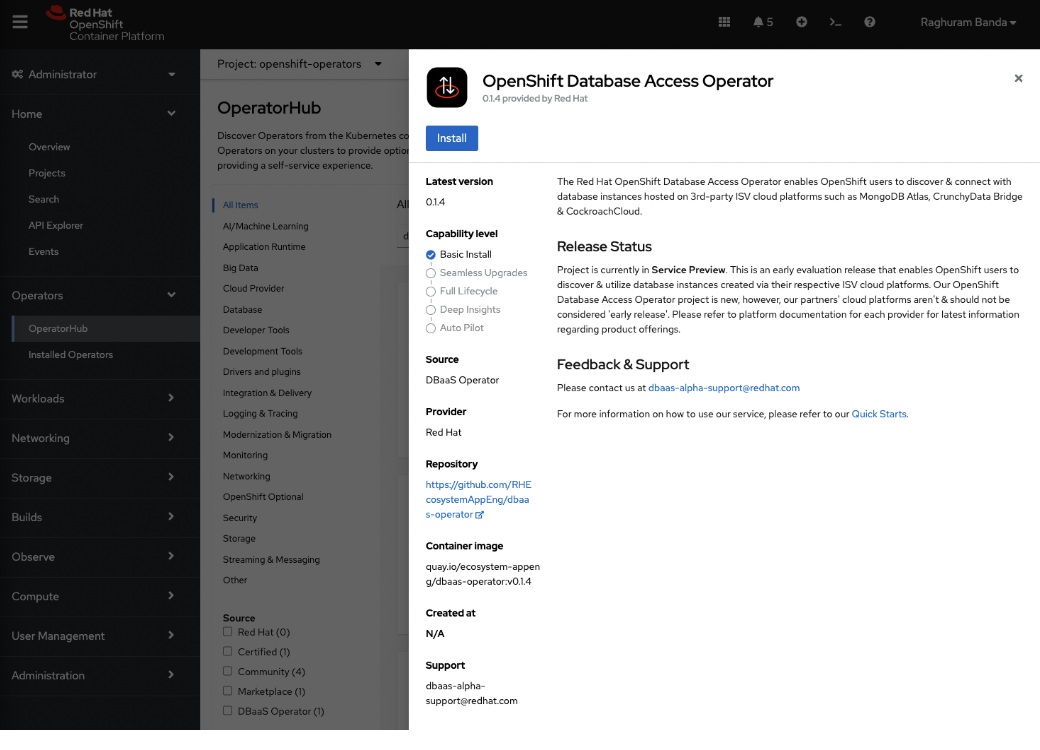 Red Hat
OpenShift
Container Platform
5
Raghuram Banda
Administrator
Home
Overview
Projects
Search
API Explorer
Events
Operators
OperatorHub
Installed Operators
Workloads
Networking
Storage
Builds
Observe
Compute
User Management
Administration
Project: openshift-operators
OperatorHub
Discover Operators from the Kubernetes co
Operators on your clusters to provide option
providing a self-service experience.
All Items
AI/Machine Learning
Application Runtime
Big Data
Cloud Provider
Database
Developer Tools
Development Tools
Drivers and plugins
Integration & Delivery
Logging & Tracing
Modernization & Migration
Monitoring
Networking
OpenShift Optional
Security
Storage
Streaming & Messaging
Other
Source
Red Hat (0)
Certified (1)
Community (4)
Marketplace (1)
DBaaS Operator (1)
All
d
OpenShift Database Access Operator
0.1.4 provided by Red Hat
Install
Latest version
0.1.4
Capability level
Basic Install
Seamless Upgrades
Full Lifecycle
Deep Insights
Auto Pilot
Source
DBaaS Operator
Provider
Red Hat
Repository
https://github.com/RHE
cosystemAppEng/dbaa
s-operator
Container image
quay.io/ecosystem-appen
g/dbaas-operator:v0.1.4
Created at
N/A
Support
dbaas-alpha-
support@redhat.com
The Red Hat OpenShift Database Access Operator enables OpenShift users to discover & connect with
database instances hosted on 3rd-party ISV cloud platforms such as MongoDB Atlas, CrunchyData Bridge
& CockroachCloud.
Release Status
Project is currently in Service Preview. This is an early evaluation release that enables OpenShift users to
discover & utilize database instances created via their respective ISV cloud platforms. Our OpenShift
Database Access Operator project is new, however, our partners' cloud platforms aren't & should not be
considered 'early release'. Please refer to platform documentation for each provider for latest information
regarding product offerings.
Feedback & Support
Please contact us at dbaas-alpha-support@redhat.com
For more information on how to use our service, please refer to our Quick Starts.